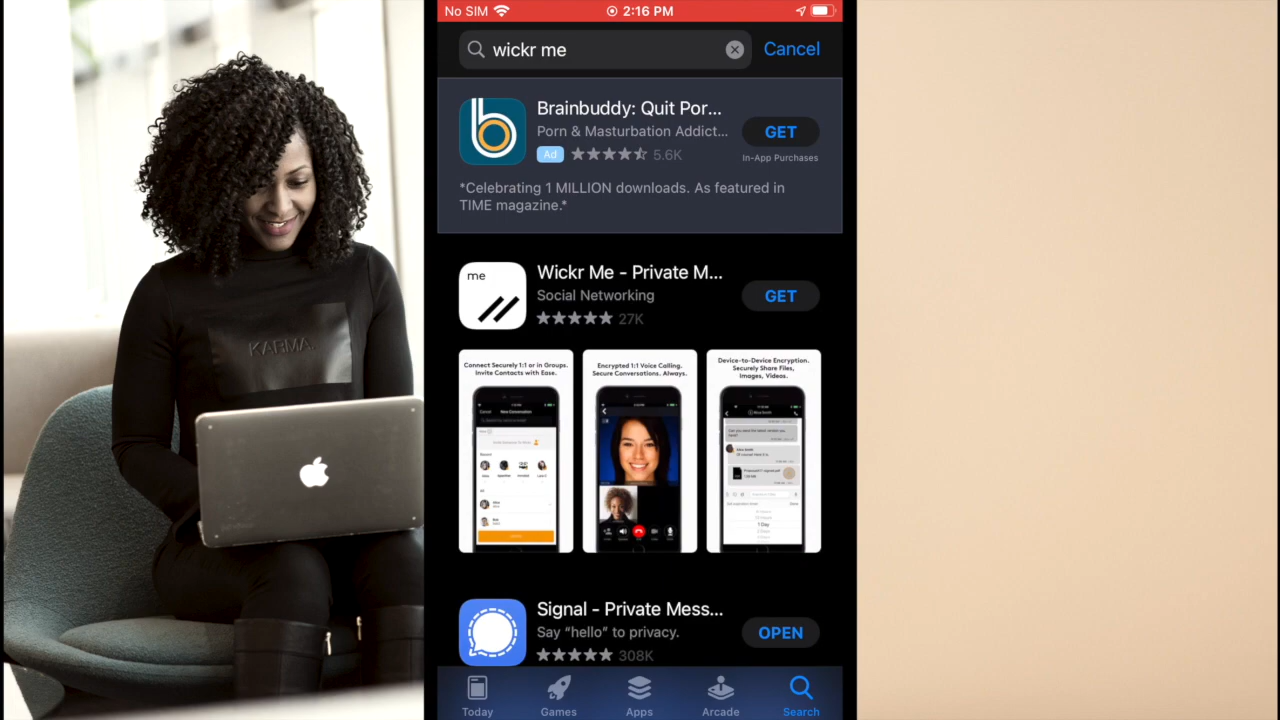 No SIM
2:16 PM
wickr me
Cancel
Brainbuddy: Quit Por...
Porn & Masturbation Addict...
GET
Ad
5.6K
In-App Purchases
*Celebrating 1 MILLION downloads. As featured in
TIME magazine.*
me
Wickr Me - Private M...
Social Networking
GET
27K
Connect Securely 1:1 or in Groups.
Invite Contacts with Ease.
Encrypted 1:1 Voice Calling.
Secure Conversations. Always.
Device-to-Device Encryption.
Securely Share Files,
Images, Videos.
KARMA.
New Conversation
1 Day
Signal - Private Mess...
Say “hello” to privacy.
OPEN
308K
Today
Games
Apps
Arcade
Search